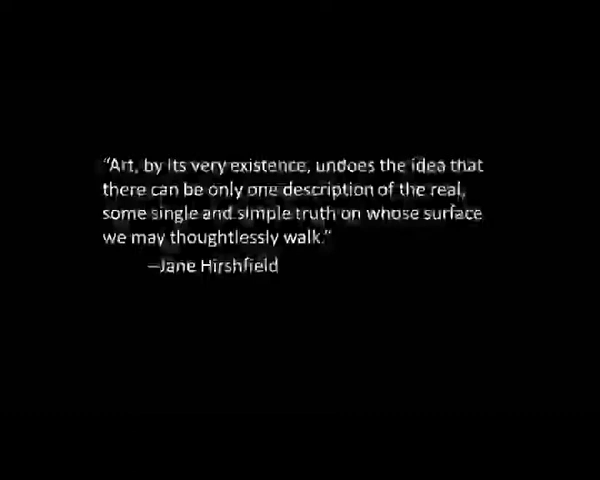 “Art, by its very existence, undoes the idea that
there can be only one description of the real,
some single and simple truth on whose surface
we may thoughtlessly walk.”
—Jane Hirshfield